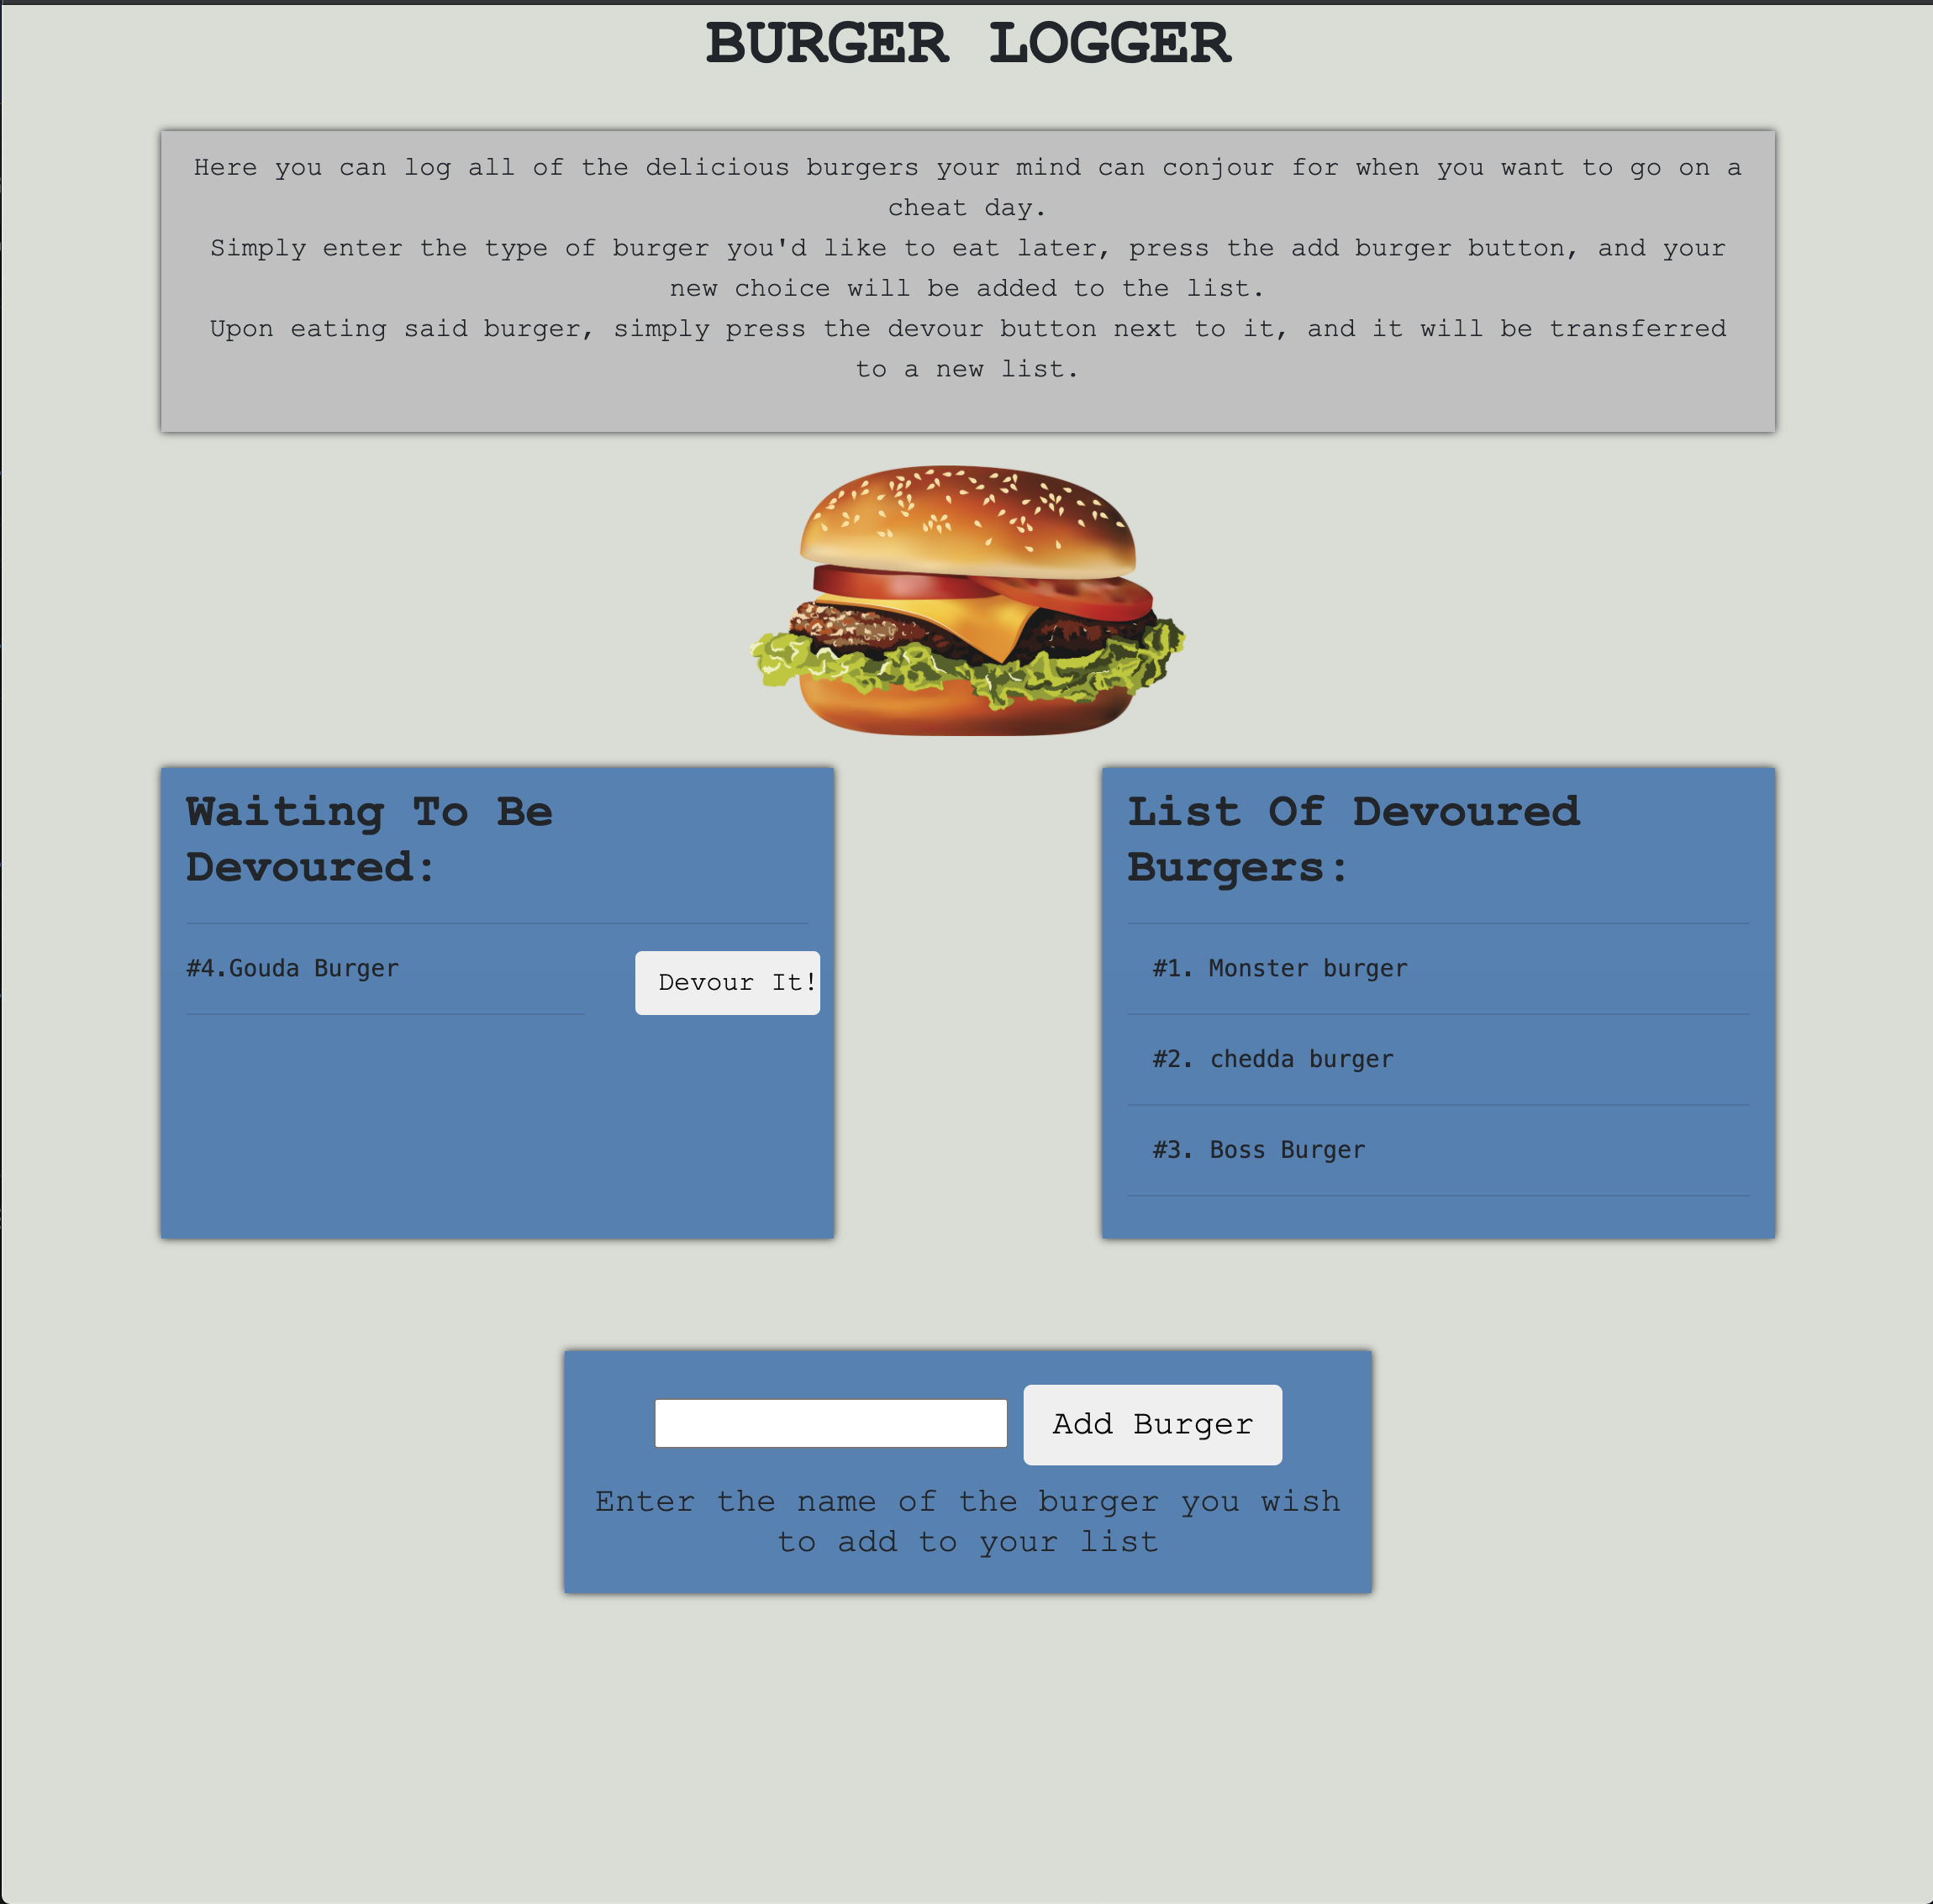 BURGER LOGGER
Here you can log all of the delicious burgers your mind can conjour for when you want to go on a
cheat day.
Simply enter the type of burger you'd like to eat later, press the add burger button, and your
new choice will be added to the list.
Upon eating said burger, simply press the devour button next to it, and it will be transferred
to a new list.
Waiting To Be
Devoured:
#4.Gouda Burger
Devour It!
List Of Devoured
Burgers:
#1. Monster burger
#2. chedda burger
#3. Boss Burger
Add Burger
Enter the name of the burger you wish
to add to your list